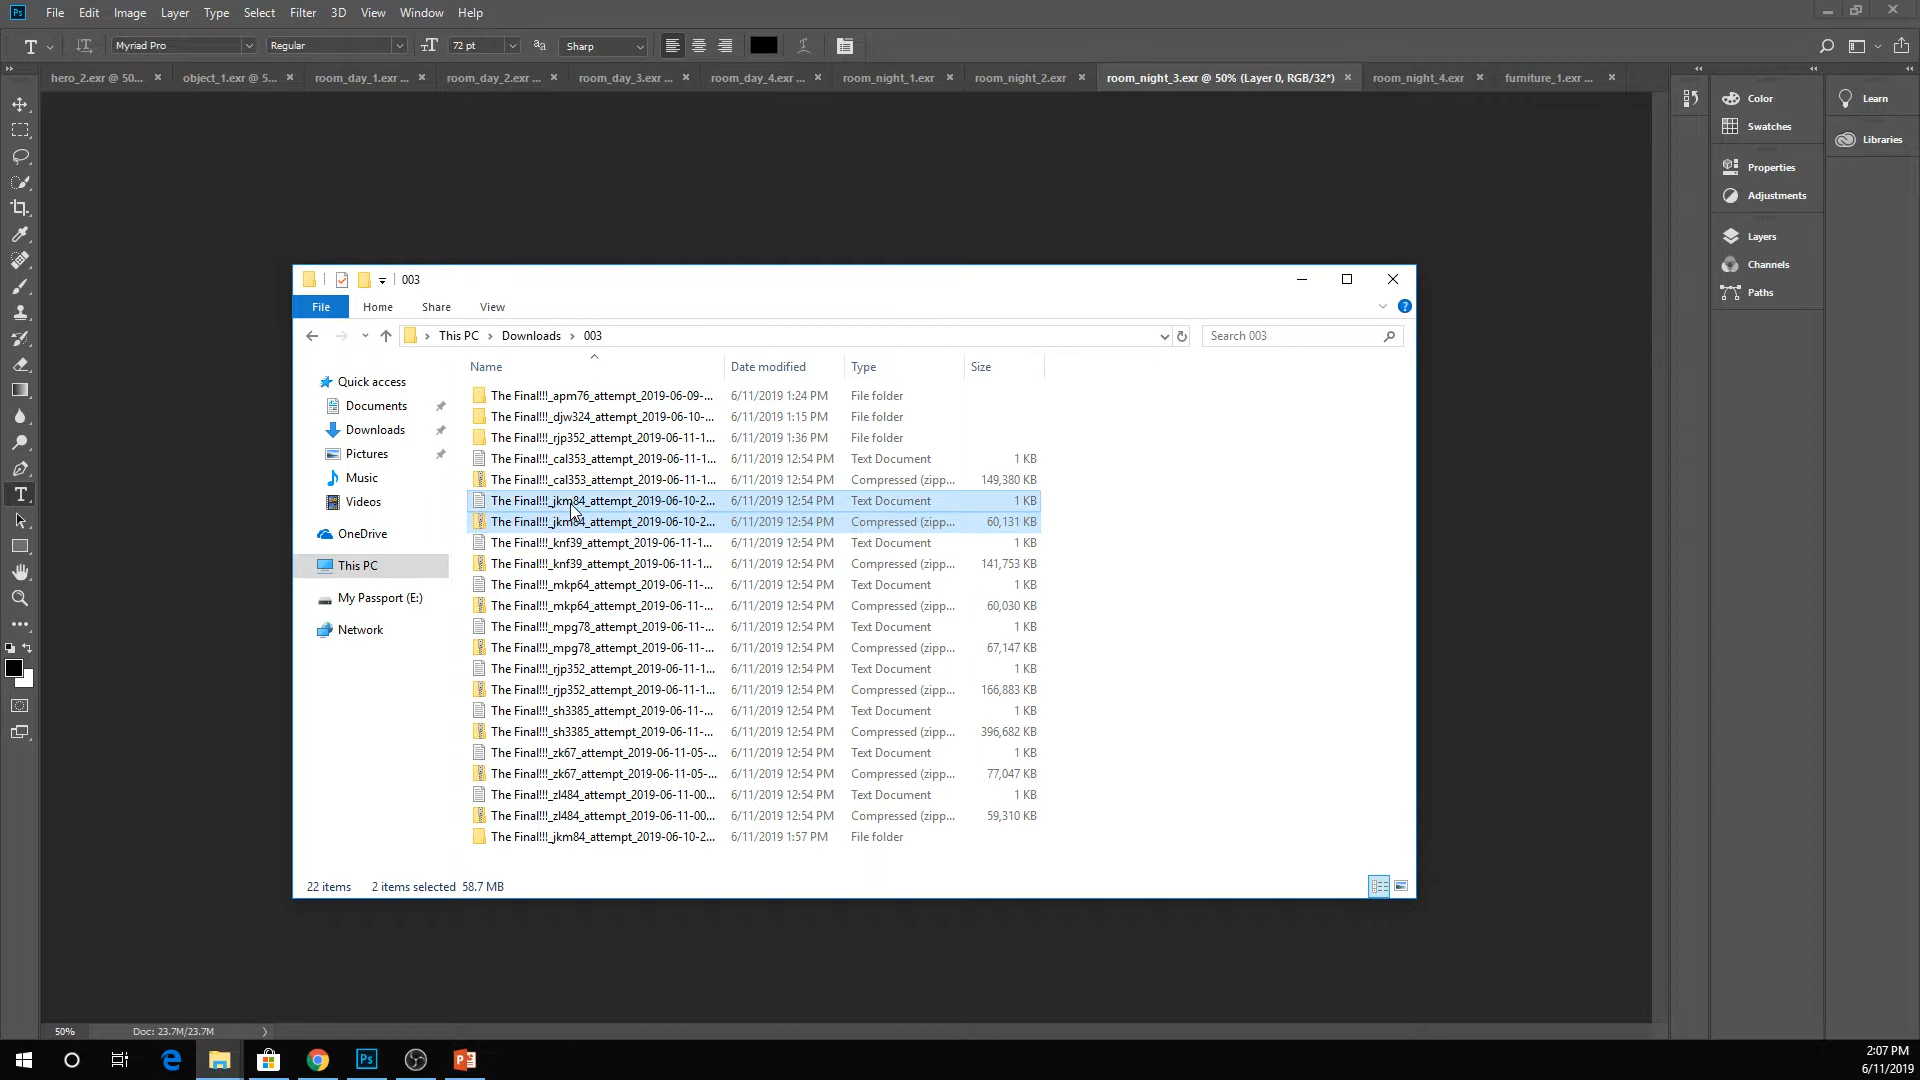 Ps File Edit Image Layer Type Select Filter 3D View Window Help
T Myriad Pro Regular 72 pt Sharp
hero_2.exr @ 50... object_1.exr @ 5... room_day_1.exr ... room_day_2.exr ... room_day_3.exr ... room_day_4.exr ... room_night_1.exr room_night_2.exr room_night_3.exr @ 50% (Layer 0, RGB/32*) room_night_4.exr furniture_1.exr ...
Color
Swatches
Properties
Adjustments
Layers
Channels
Paths
Learn
Libraries
003
File Home Share View
This PC Downloads 003 Search 003
Quick access
Documents
Downloads
Pictures
Music
Videos
OneDrive
This PC
My Passport (E:)
Network
Name Date modified Type Size
The Final!!!_apm76_attempt_2019-06-09-... 6/11/2019 1:24 PM File folder
The Final!!!_djw324_attempt_2019-06-10-... 6/11/2019 1:15 PM File folder
The Final!!!_rjp352_attempt_2019-06-11-1... 6/11/2019 1:36 PM File folder
The Final!!!_cal353_attempt_2019-06-11-1... 6/11/2019 12:54 PM Text Document 1 KB
The Final!!!_cal353_attempt_2019-06-11-1... 6/11/2019 12:54 PM Compressed (zipp... 149,380 KB
The Final!!!_jkm84_attempt_2019-06-10-2... 6/11/2019 12:54 PM Text Document 1 KB
The Final!!!_jkm84_attempt_2019-06-10-2... 6/11/2019 12:54 PM Compressed (zipp... 60,131 KB
The Final!!!_knf39_attempt_2019-06-11-1... 6/11/2019 12:54 PM Text Document 1 KB
The Final!!!_knf39_attempt_2019-06-11-1... 6/11/2019 12:54 PM Compressed (zipp... 141,753 KB
The Final!!!_mkp64_attempt_2019-06-11-... 6/11/2019 12:54 PM Text Document 1 KB
The Final!!!_mkp64_attempt_2019-06-11-... 6/11/2019 12:54 PM Compressed (zipp... 60,030 KB
The Final!!!_mpg78_attempt_2019-06-11-... 6/11/2019 12:54 PM Text Document 1 KB
The Final!!!_mpg78_attempt_2019-06-11-... 6/11/2019 12:54 PM Compressed (zipp... 67,147 KB
The Final!!!_rjp352_attempt_2019-06-11-1... 6/11/2019 12:54 PM Text Document 1 KB
The Final!!!_rjp352_attempt_2019-06-11-1... 6/11/2019 12:54 PM Compressed (zipp... 166,883 KB
The Final!!!_sh3385_attempt_2019-06-11-... 6/11/2019 12:54 PM Text Document 1 KB
The Final!!!_sh3385_attempt_2019-06-11-... 6/11/2019 12:54 PM Compressed (zipp... 396,682 KB
The Final!!!_zk67_attempt_2019-06-11-05-... 6/11/2019 12:54 PM Text Document 1 KB
The Final!!!_zk67_attempt_2019-06-11-05-... 6/11/2019 12:54 PM Compressed (zipp... 77,047 KB
The Final!!!_zl484_attempt_2019-06-11-00... 6/11/2019 12:54 PM Text Document 1 KB
The Final!!!_zl484_attempt_2019-06-11-00... 6/11/2019 12:54 PM Compressed (zipp... 59,310 KB
The Final!!!_jkm84_attempt_2019-06-10-2... 6/11/2019 1:57 PM File folder
22 items 2 items selected 58.7 MB
50% Doc: 23.7M/23.7M
Ps
2:07 PM
6/11/2019